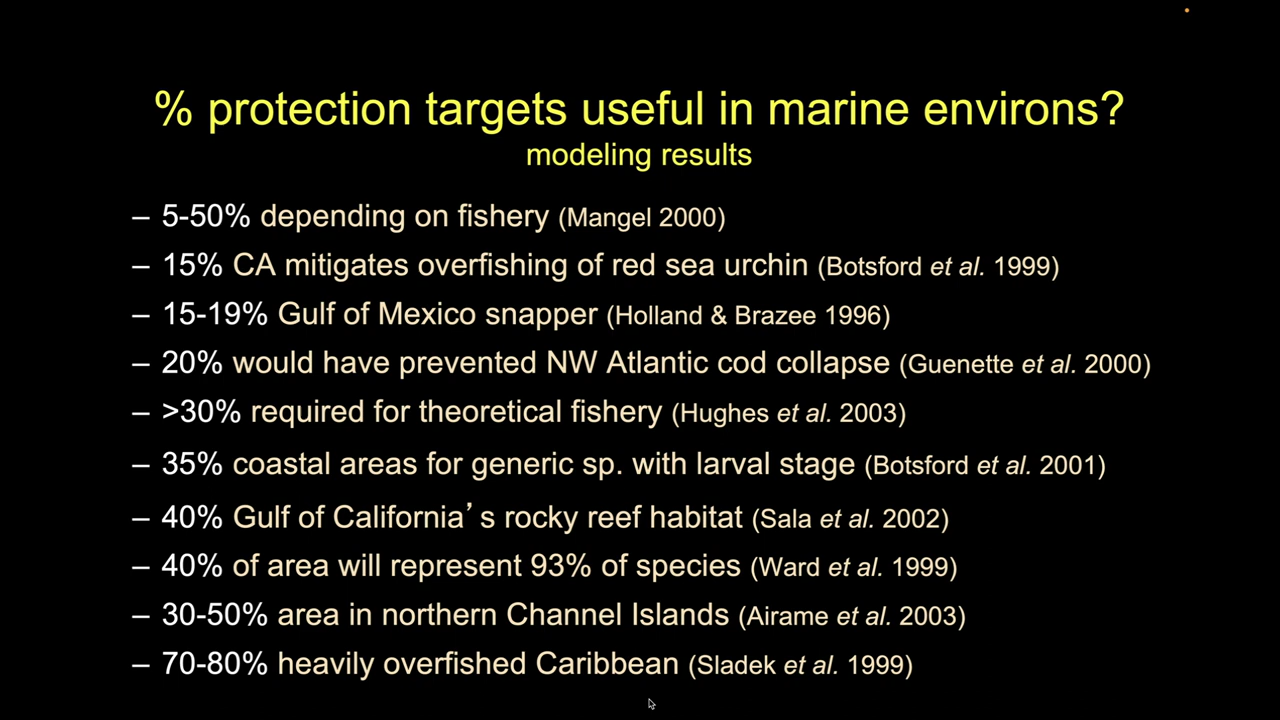 % protection targets useful in marine environs?
modeling results
– 5-50% depending on fishery (Mangel 2000)
– 15% CA mitigates overfishing of red sea urchin (Botsford et al. 1999)
– 15-19% Gulf of Mexico snapper (Holland & Brazee 1996)
– 20% would have prevented NW Atlantic cod collapse (Guenette et al. 2000)
– >30% required for theoretical fishery (Hughes et al. 2003)
– 35% coastal areas for generic sp. with larval stage (Botsford et al. 2001)
– 40% Gulf of California’s rocky reef habitat (Sala et al. 2002)
– 40% of area will represent 93% of species (Ward et al. 1999)
– 30-50% area in northern Channel Islands (Airame et al. 2003)
– 70-80% heavily overfished Caribbean (Sladek et al. 1999)